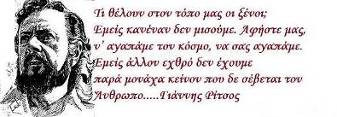 Τι θέλουν στον τόπο μας οι ξένοι;
Εμείς κανέναν δεν μισούμε. Αφήστε μας,
ν' αγαπάμε τον κόσμο, να σας αγαπάμε.
Εμείς άλλον εχθρό δεν έχουμε
παρά μονάχα κείνον που δε σέβεται τον
Άνθρωπο.....Γιάννης Ρίτσος